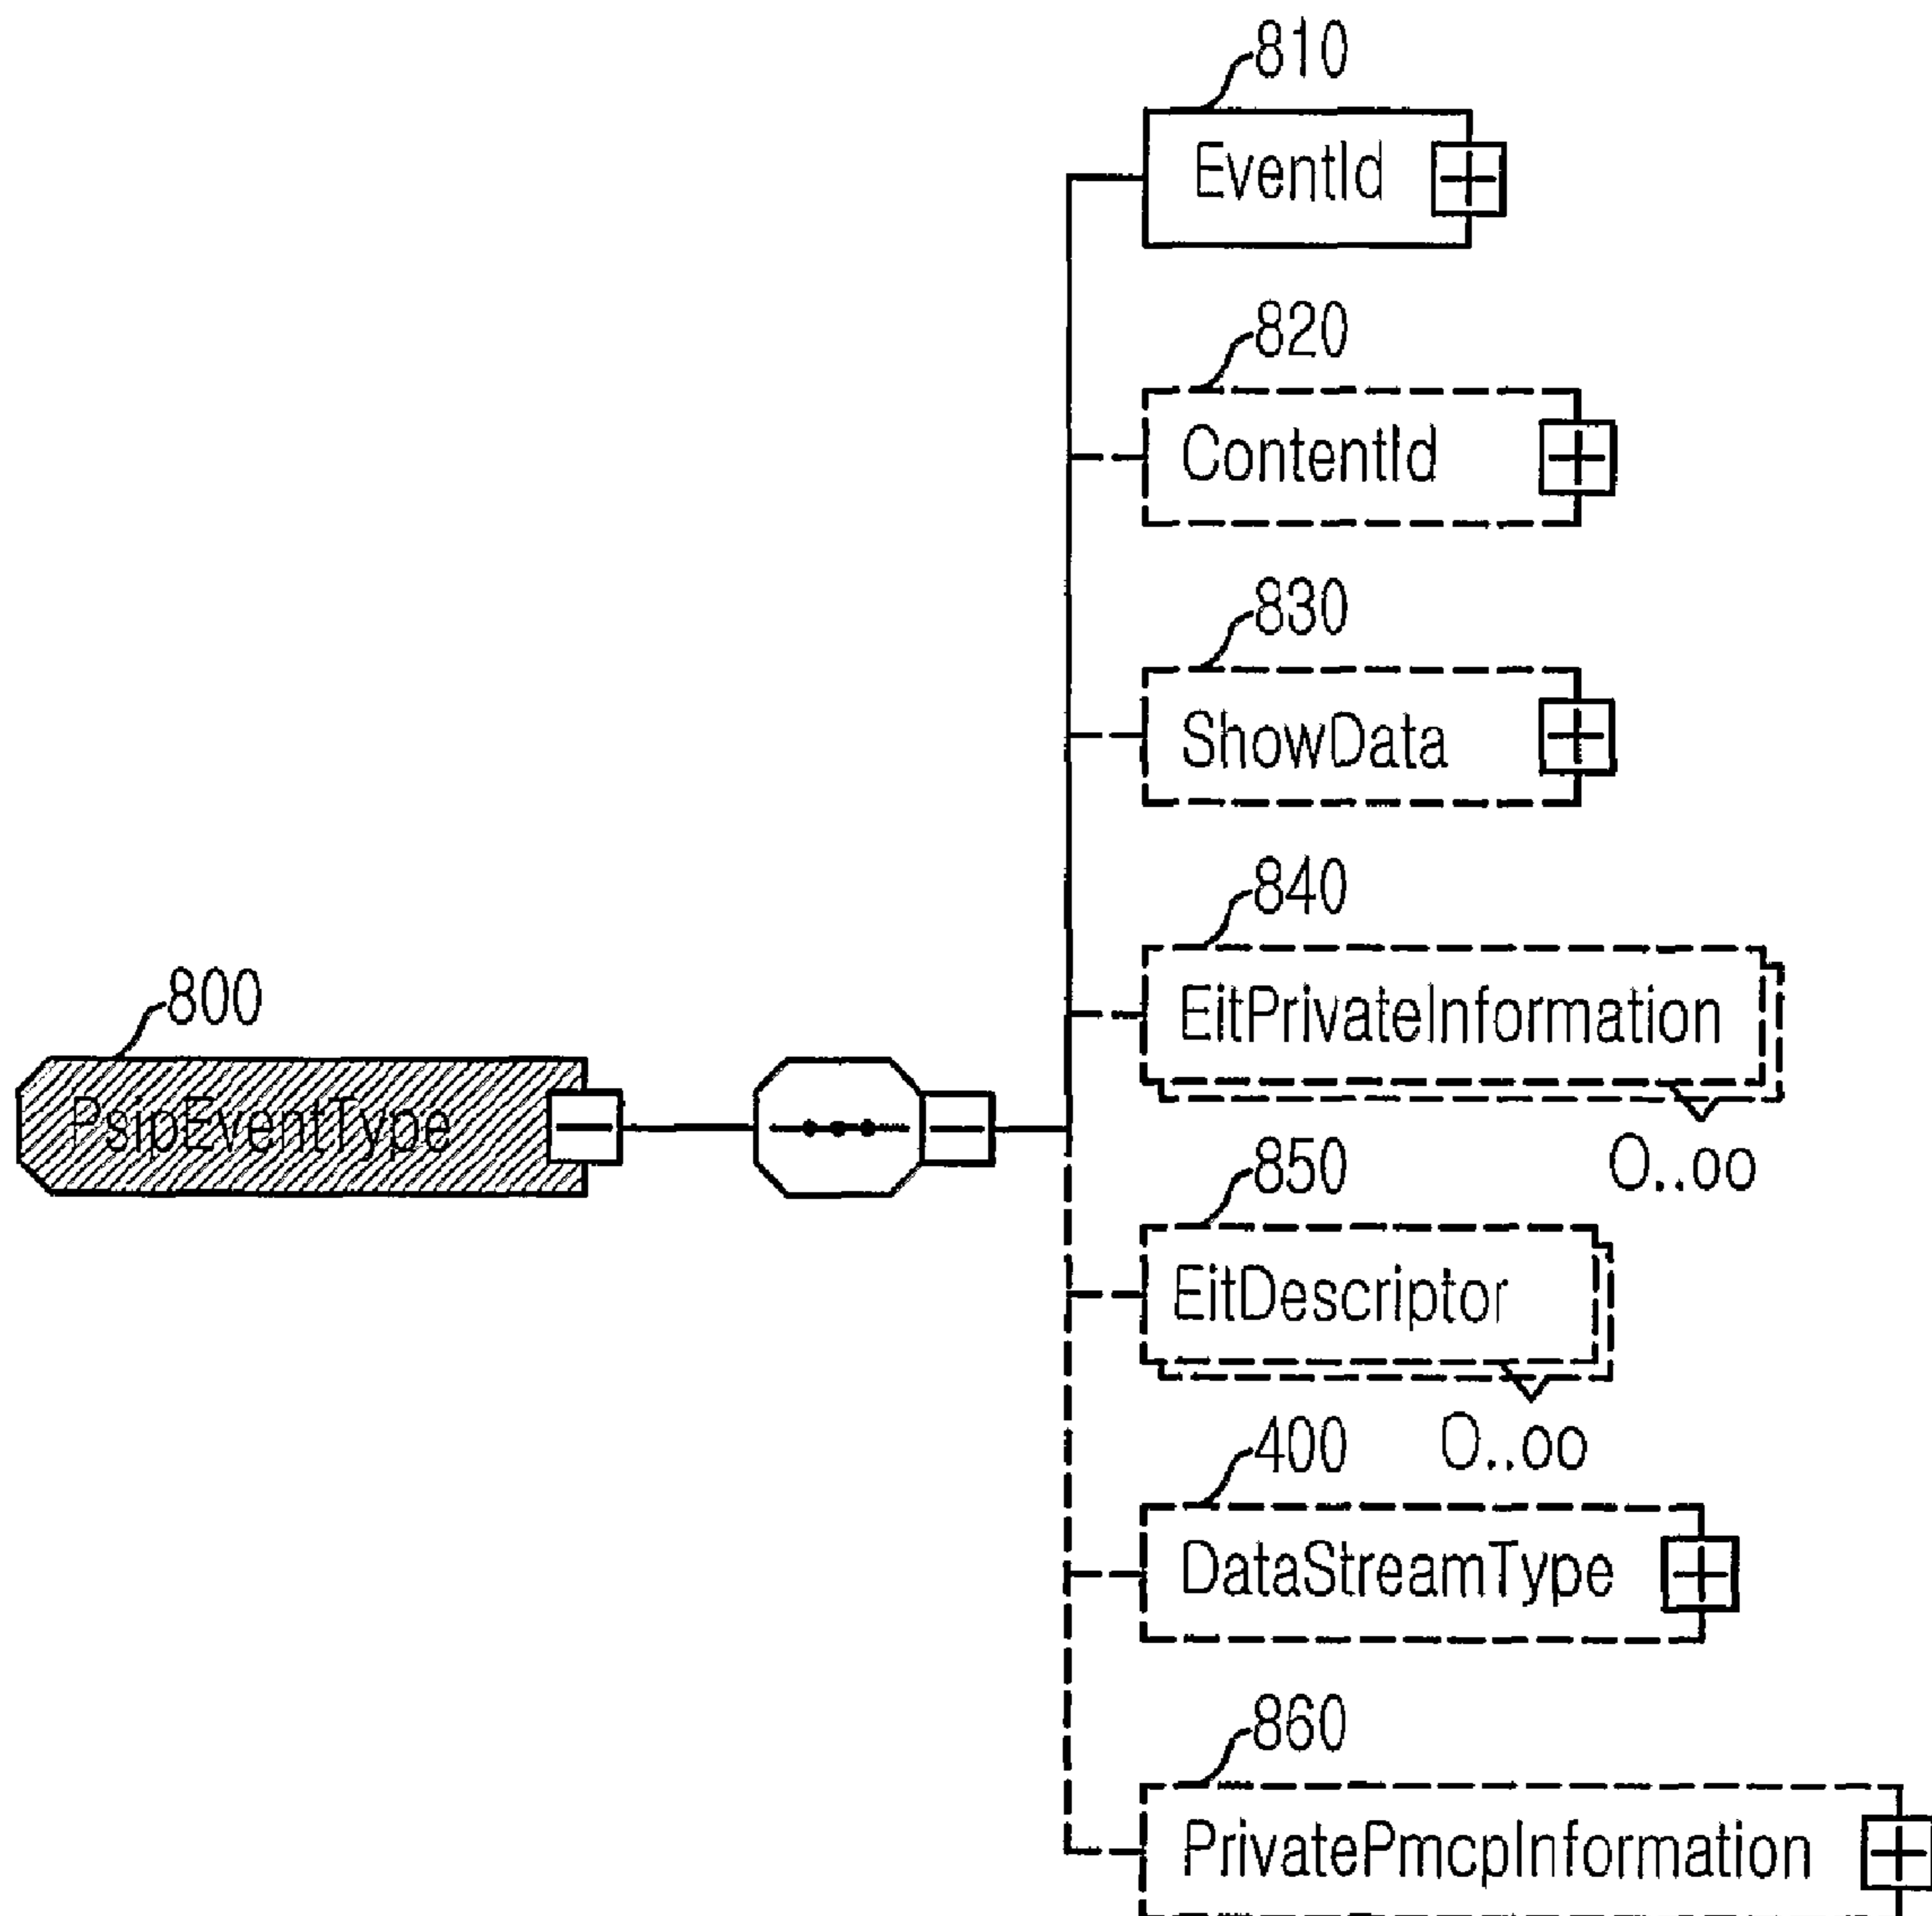 810
EventId
820
ContentId
830
ShowData
840
EitPrivateInformation
0..oo
800
PsipEventType
850
EitDescriptor
0..oo
400
DataStreamType
860
PrivatePmcpInformation